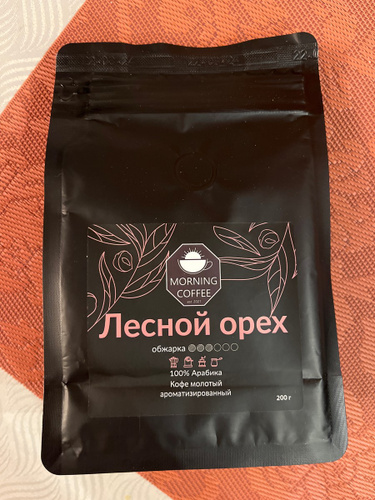 MORNING
COFFEE
Лесной орех
обжарка
100% Арабика
Кофе молотый
ароматизированный
200 г